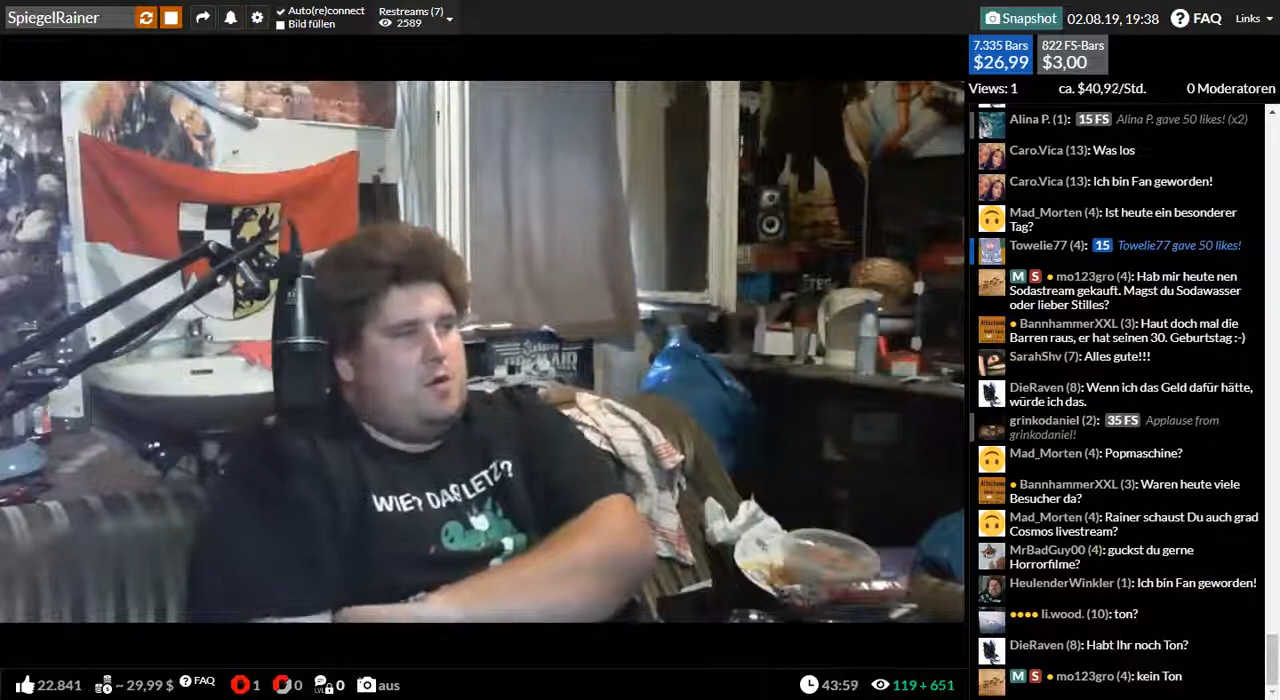 SpiegelRainer
Auto(re)connect
Bild füllen
Restreams (7)
2589
Snapshot
02.08.19, 19:38
? FAQ
Links
7.335 Bars
$26,99
822 FS-Bars
$3,00
Views: 1
ca. $40,92/Std.
0 Moderatoren
Alina P. (1): 15 FS Alina P. gave 50 likes! (x2)
Caro.Vica (13): Was los
Caro.Vica (13): Ich bin Fan geworden!
Mad_Morten (4): Ist heute ein besonderer
Tag?
Towelie77 (4): 15 Towelie77 gave 50 likes!
M S mo123gro (4): Hab mir heute nen
Sodastream gekauft. Magst du Sodawasser
oder lieber Stilles?
BannhammerXXL (3): Haut doch mal die
Barren raus, er hat seinen 30. Geburtstag :-)
SarahShv (7): Alles gute!!!
DieRaven (8): Wenn ich das Geld dafür hätte,
würde ich das.
grinkodaniel (2): 35 FS Applause from
grinkodaniel!
Mad_Morten (4): Popmaschine?
BannhammerXXL (3): Waren heute viele
Besucher da?
Mad_Morten (4): Rainer schaust Du auch grad
Cosmos livestream?
MrBadGuy00 (4): guckst du gerne
Horrorfilme?
HeulenderWinkler (1): Ich bin Fan geworden!
li.wood. (10): ton?
DieRaven (8): Habt Ihr noch Ton?
M S mo123gro (4): kein Ton
WIE? DAS LETZ?
22.841
~ 29,99 $
? FAQ
1
LVL
0
aus
43:59
119 + 651